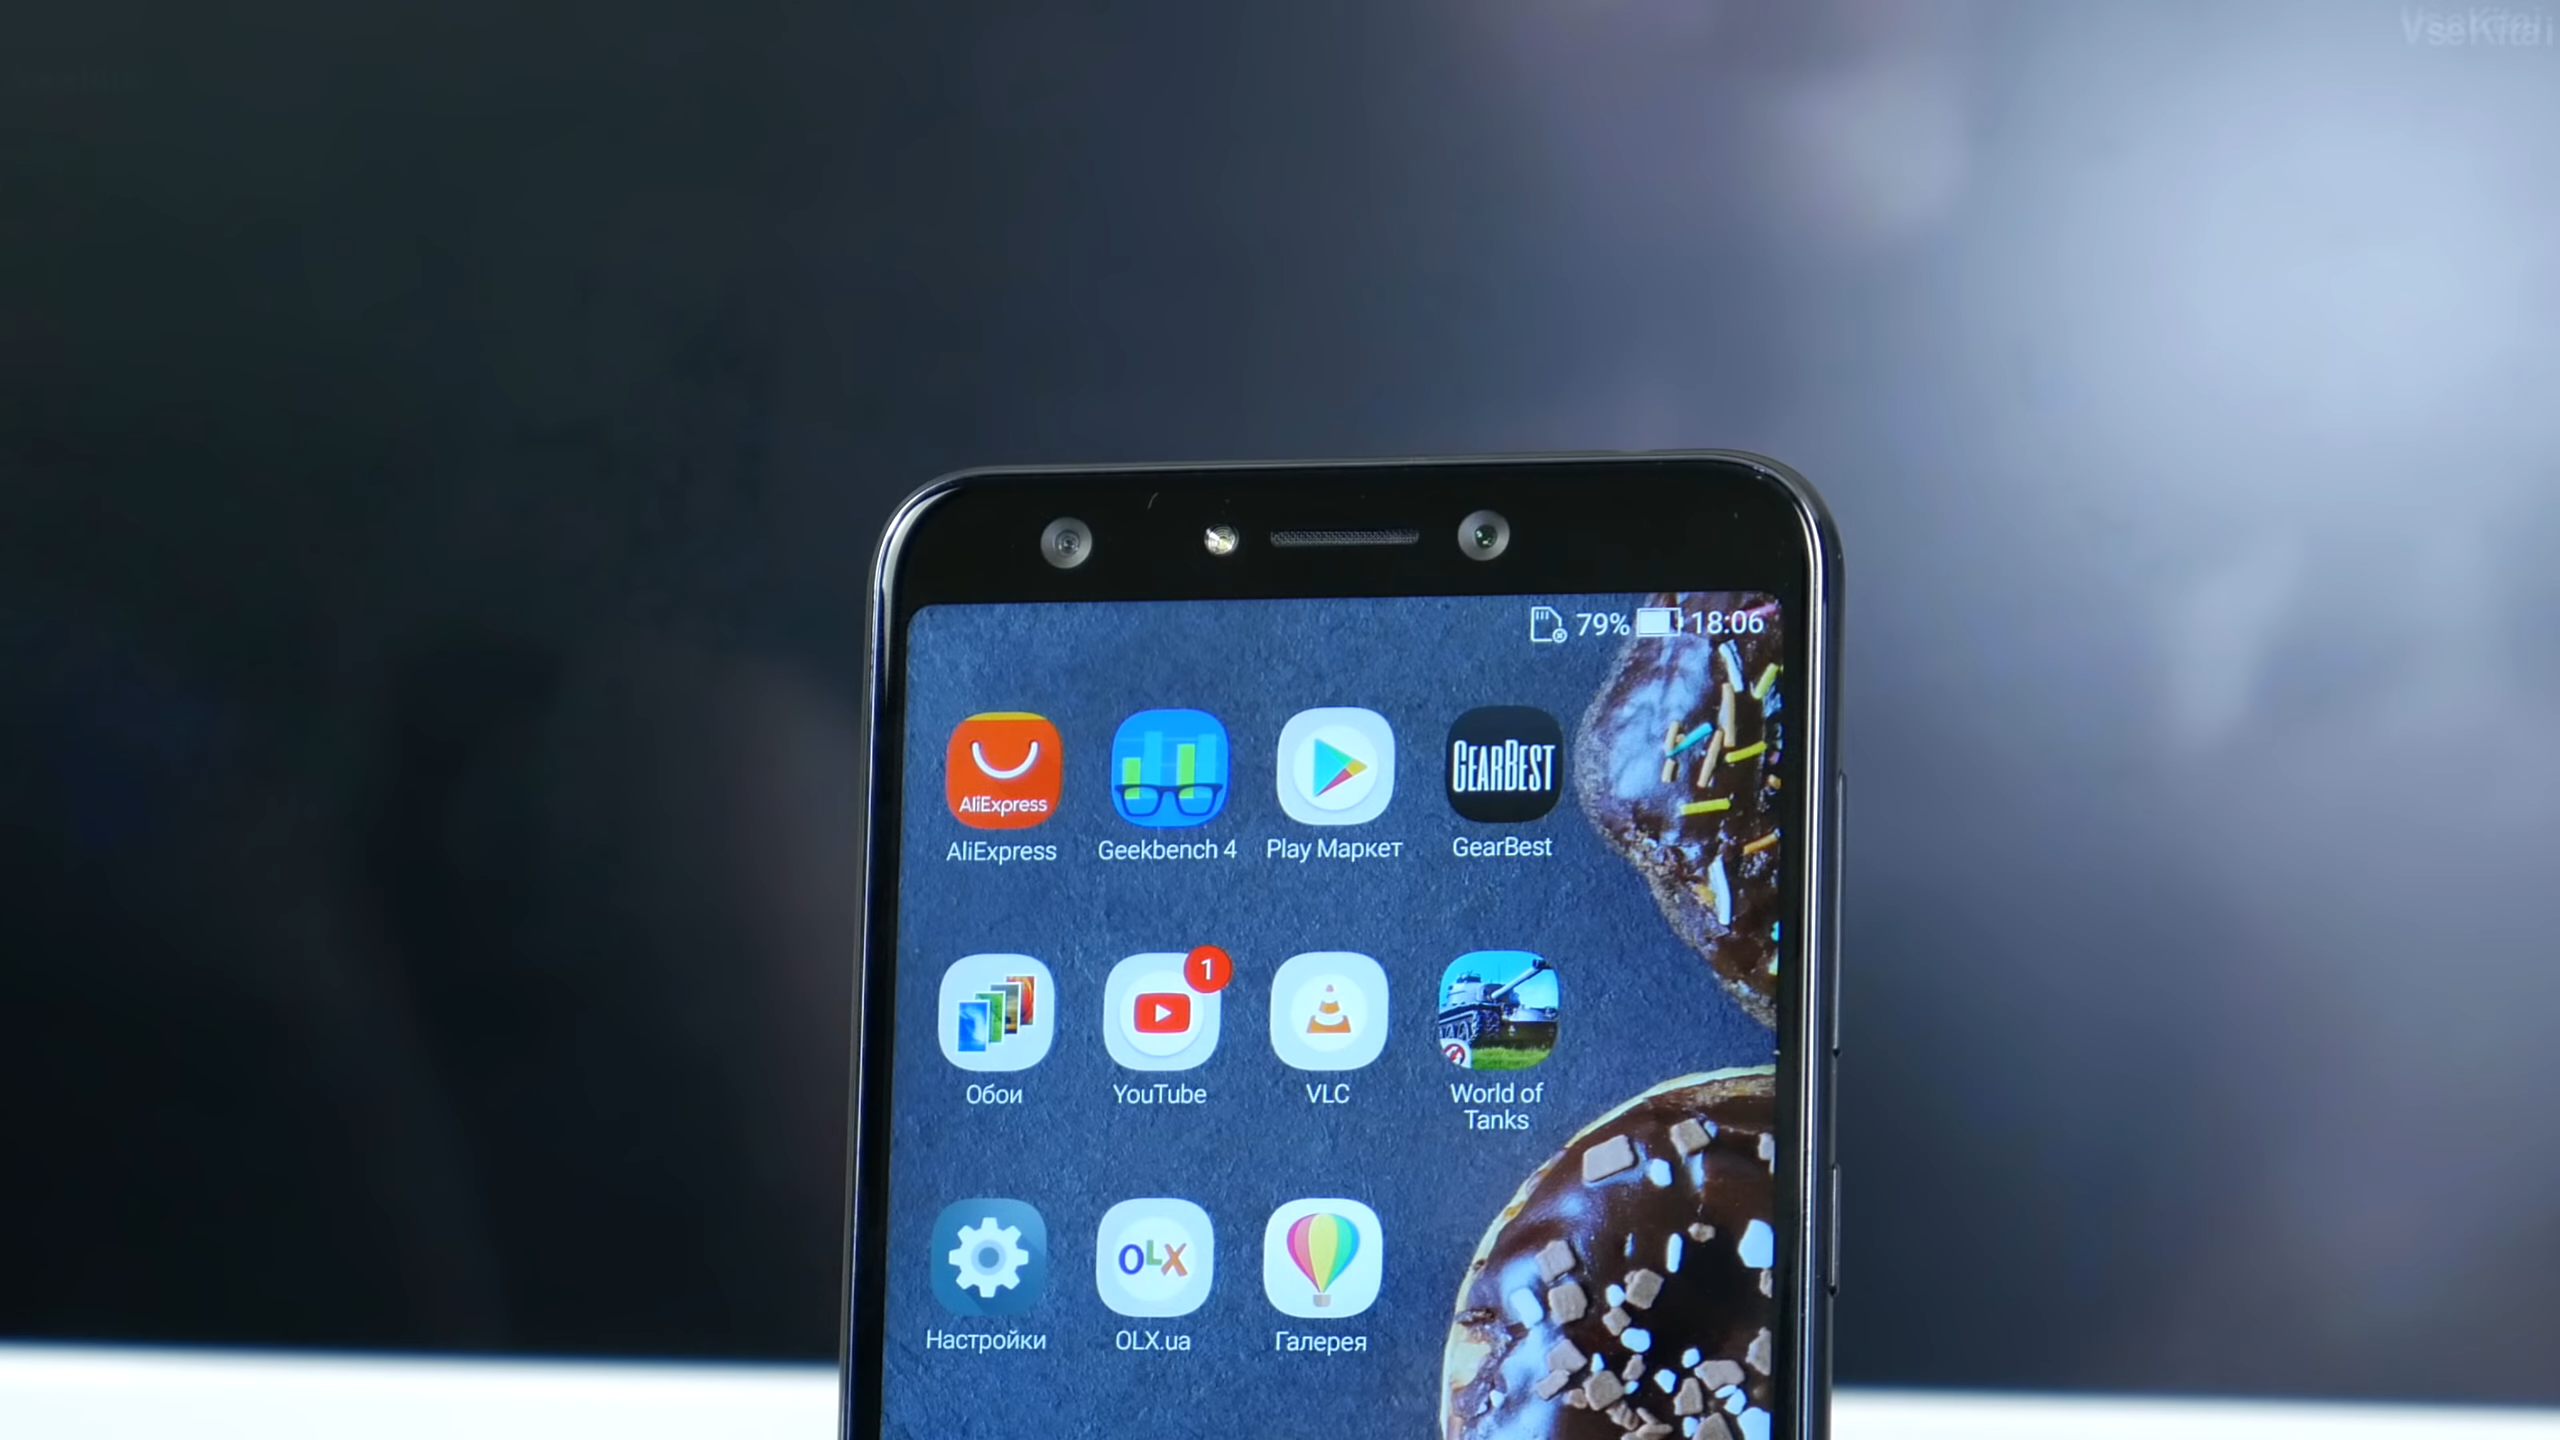 VseKitai
79% 18:06
AliExpress
GEARBEST
AliExpress Geekbench 4 Play Маркет GearBest
1
Обои YouTube VLC World of
Tanks
OLX
Настройки OLX.ua Галерея